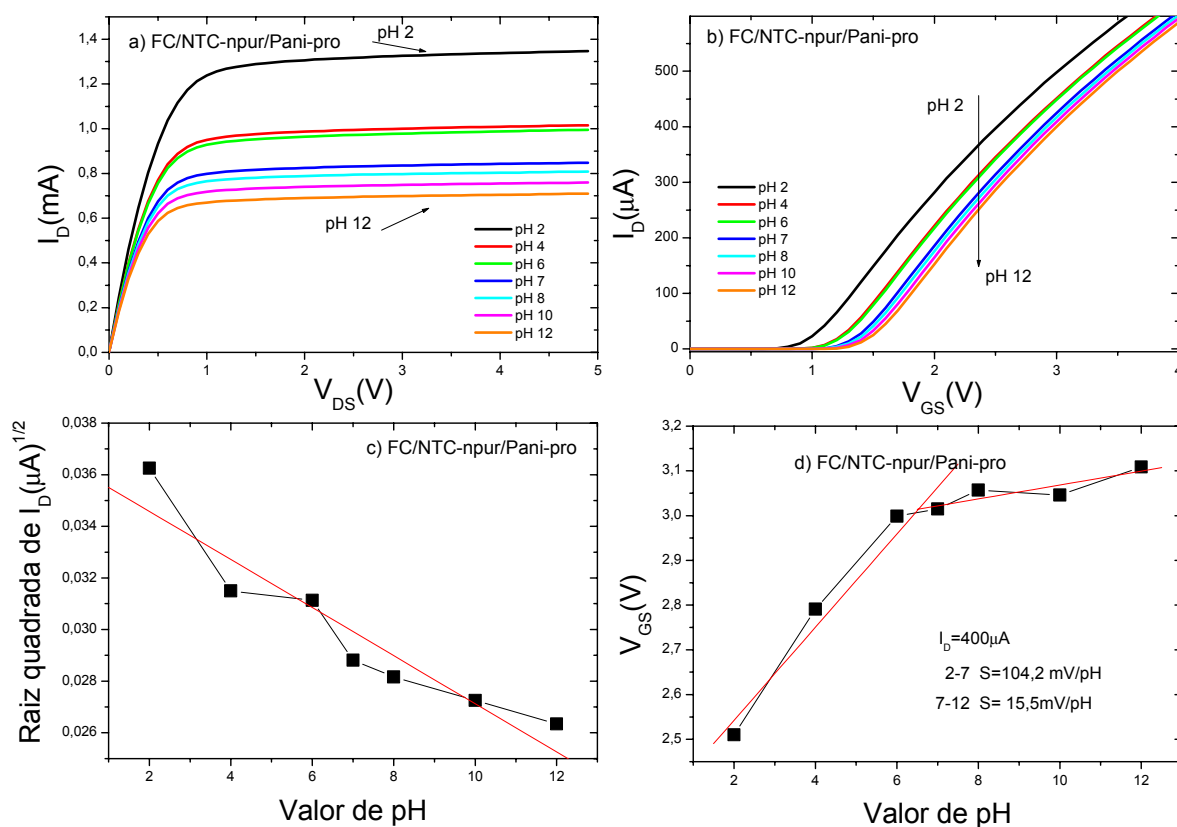 a) FC/NTC-npur/Pani-pro
pH 2
pH 12
pH 2
pH 4
pH 6
pH 7
pH 8
pH 10
pH 12
1,4
1,2
1,0
0,8
0,6
0,4
0,2
0,0
I_D(mA)
0 1 2 3 4 5
V_DS(V)
b) FC/NTC-npur/Pani-pro
pH 2
pH 12
pH 2
pH 4
pH 6
pH 7
pH 8
pH 10
pH 12
500
400
300
200
100
0
I_D(μA)
0 1 2 3 4
V_GS(V)
c) FC/NTC-npur/Pani-pro
0,038
0,036
0,034
0,032
0,030
0,028
0,026
Raiz quadrada de I_D(μA)^1/2
2 4 6 8 10 12
Valor de pH
d) FC/NTC-npur/Pani-pro
3,2
3,1
3,0
2,9
2,8
2,7
2,6
2,5
V_GS(V)
I_D=400μA
2-7 S=104,2 mV/pH
7-12 S= 15,5mV/pH
2 4 6 8 10 12
Valor de pH